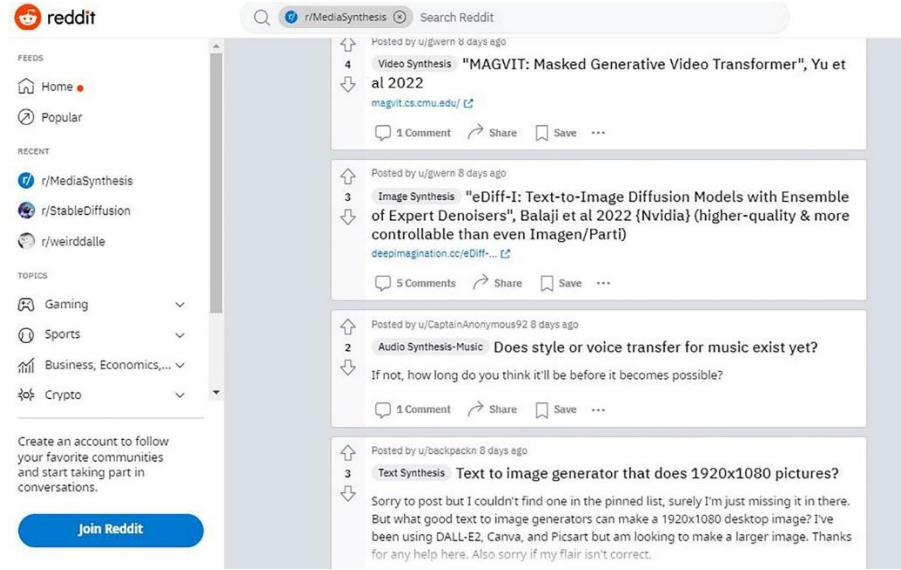 reddit
r/MediaSynthesis
Search Reddit
FEEDS
Home
Popular
RECENT
r/MediaSynthesis
r/StableDiffusion
r/weirddalle
TOPICS
Gaming
Sports
Business, Economics,...
Crypto
Create an account to follow
your favorite communities
and start taking part in
conversations.
Join Reddit
Posted by u/gwern 8 days ago
4
Video Synthesis "MAGVIT: Masked Generative Video Transformer", Yu et
al 2022
magvit.cs.cmu.edu/
1 Comment Share Save ...
Posted by u/gwern 8 days ago
3
Image Synthesis "eDiff-I: Text-to-Image Diffusion Models with Ensemble
of Expert Denoisers", Balaji et al 2022 {Nvidia} (higher-quality & more
controllable than even Imagen/Parti)
deepimagination.cc/eDiff-...
5 Comments Share Save ...
Posted by u/CaptainAnonymous92 8 days ago
2
Audio Synthesis-Music Does style or voice transfer for music exist yet?
If not, how long do you think it'll be before it becomes possible?
1 Comment Share Save ...
Posted by u/backpackn 8 days ago
3
Text Synthesis Text to image generator that does 1920x1080 pictures?
Sorry to post but I couldn't find one in the pinned list, surely I'm just missing it in there.
But what good text to image generators can make a 1920x1080 desktop image? I've
been using DALL-E2, Canva, and Picsart but am looking to make a larger image. Thanks
for any help here. Also sorry if my flair isn't correct.